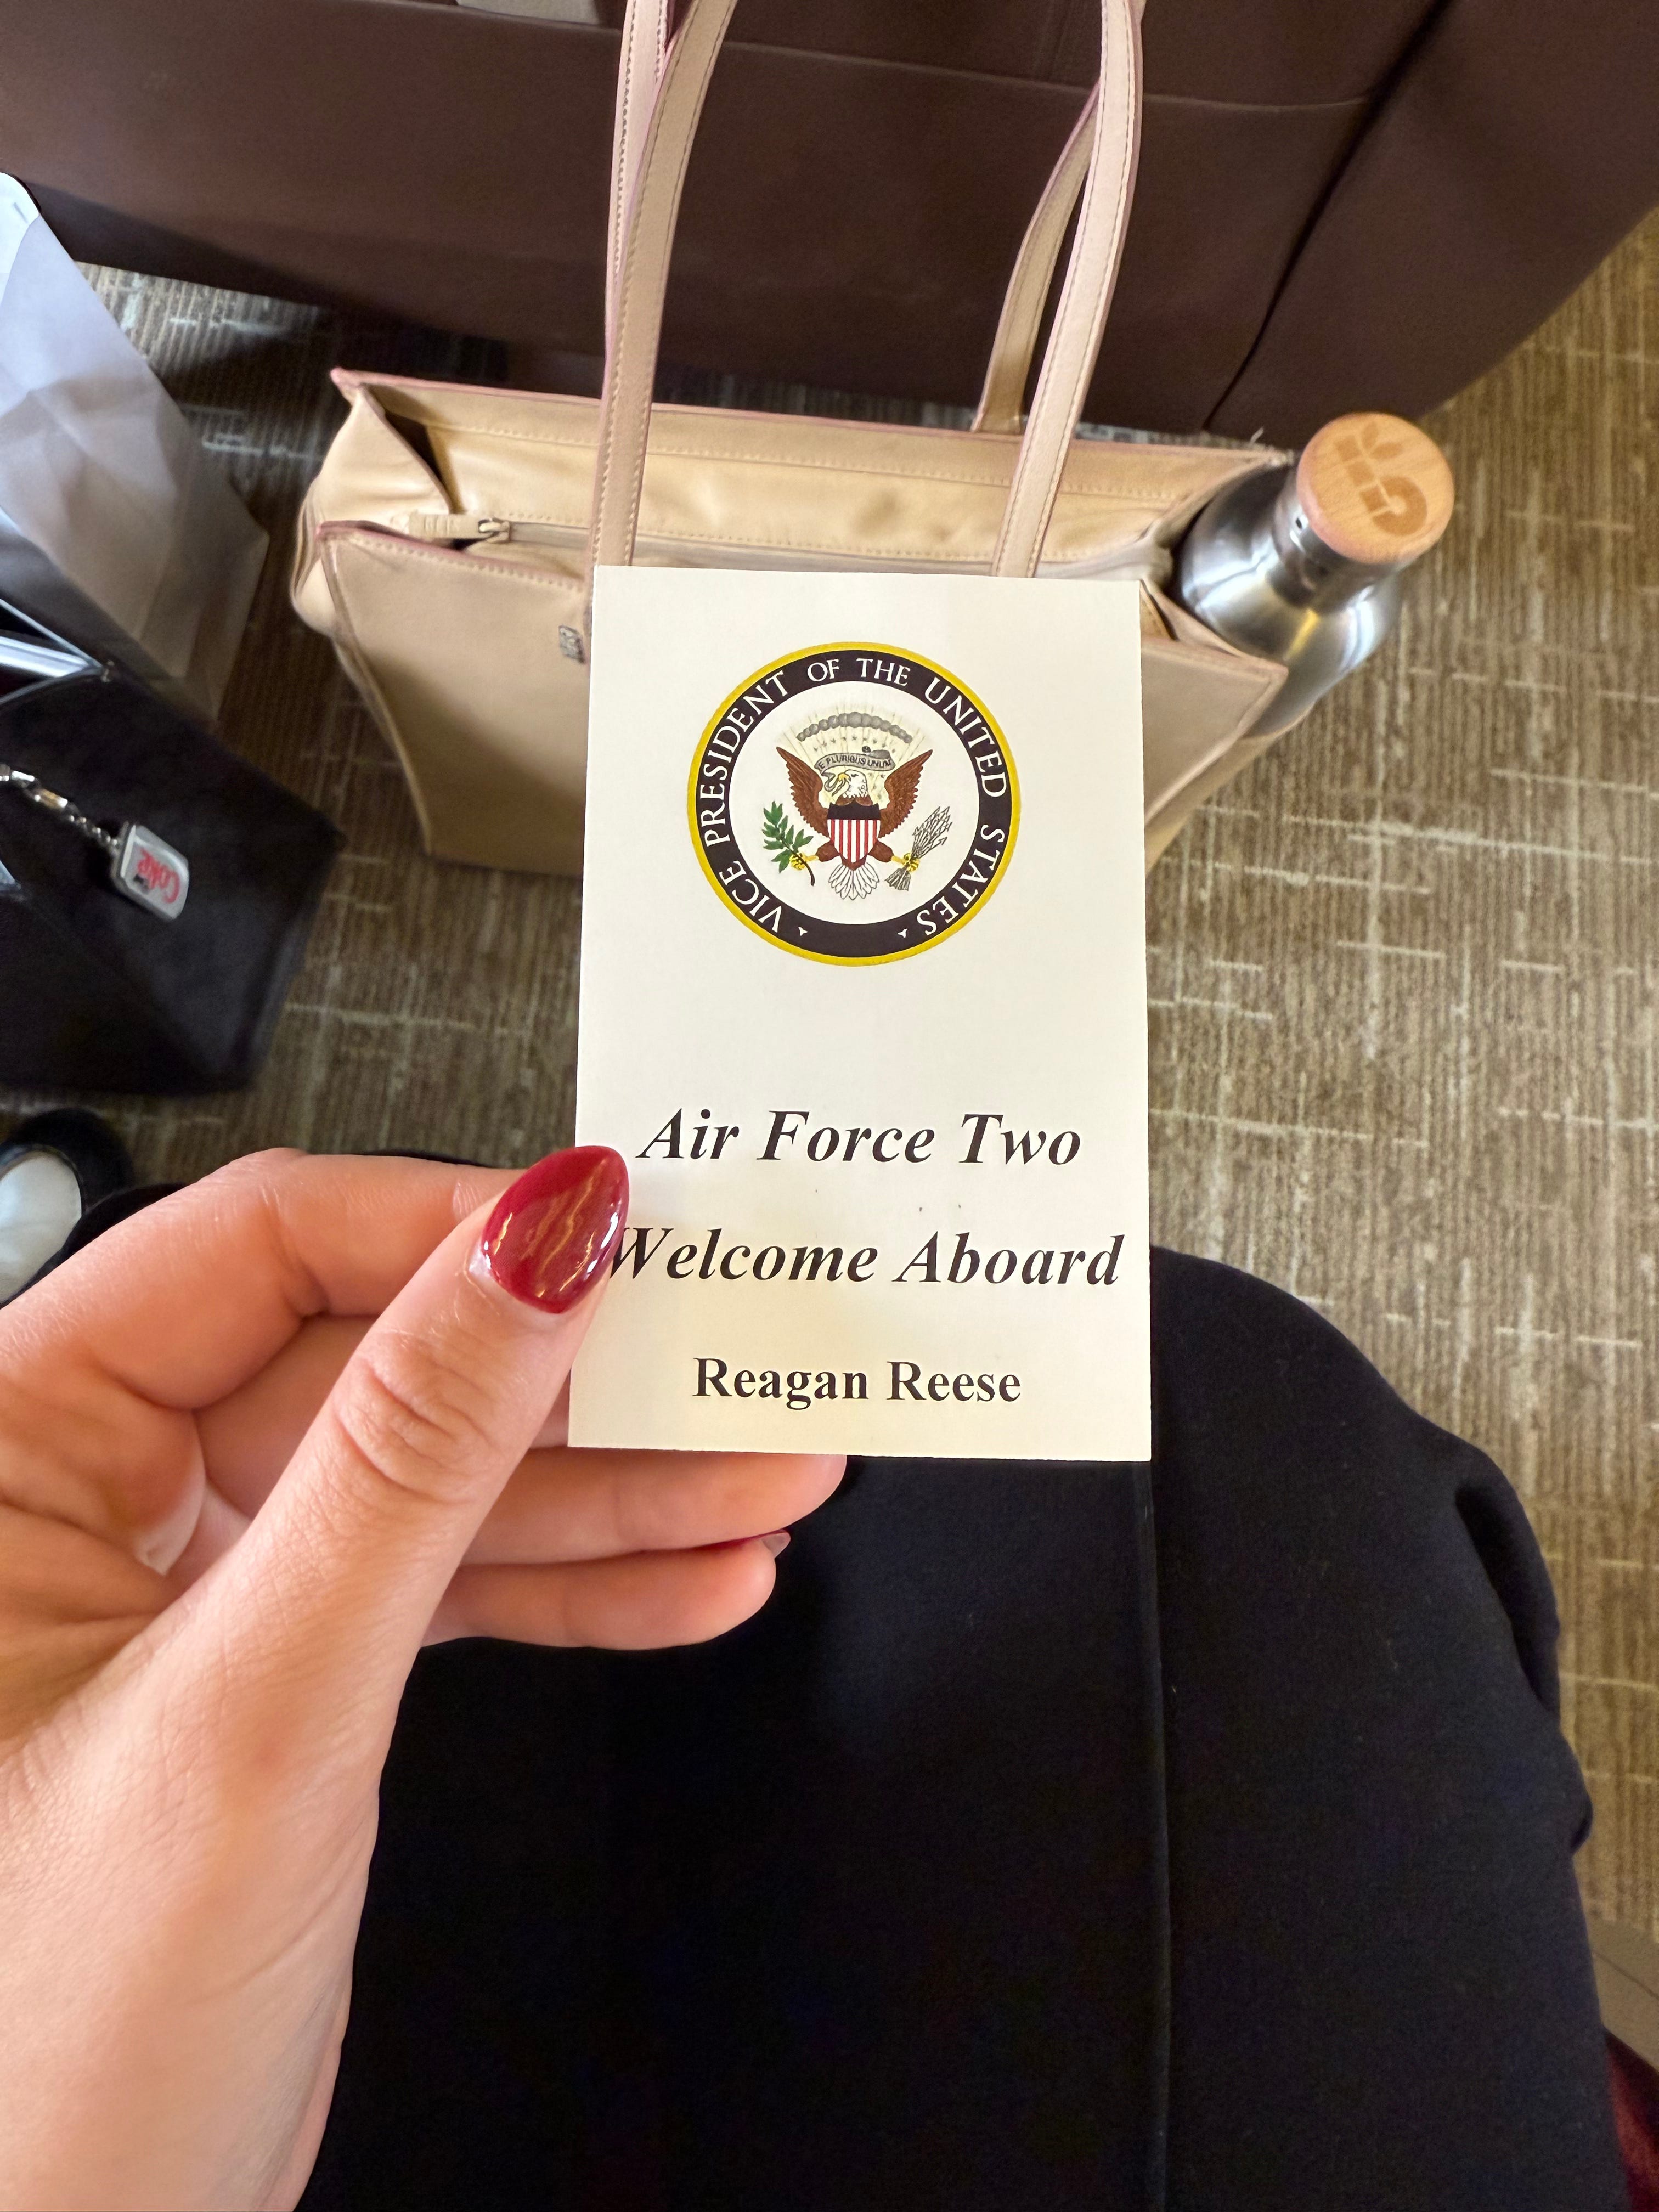 VICE PRESIDENT OF THE UNITED STATES
E PLURIBUS UNUM
Air Force Two
Welcome Aboard
Reagan Reese
Coke